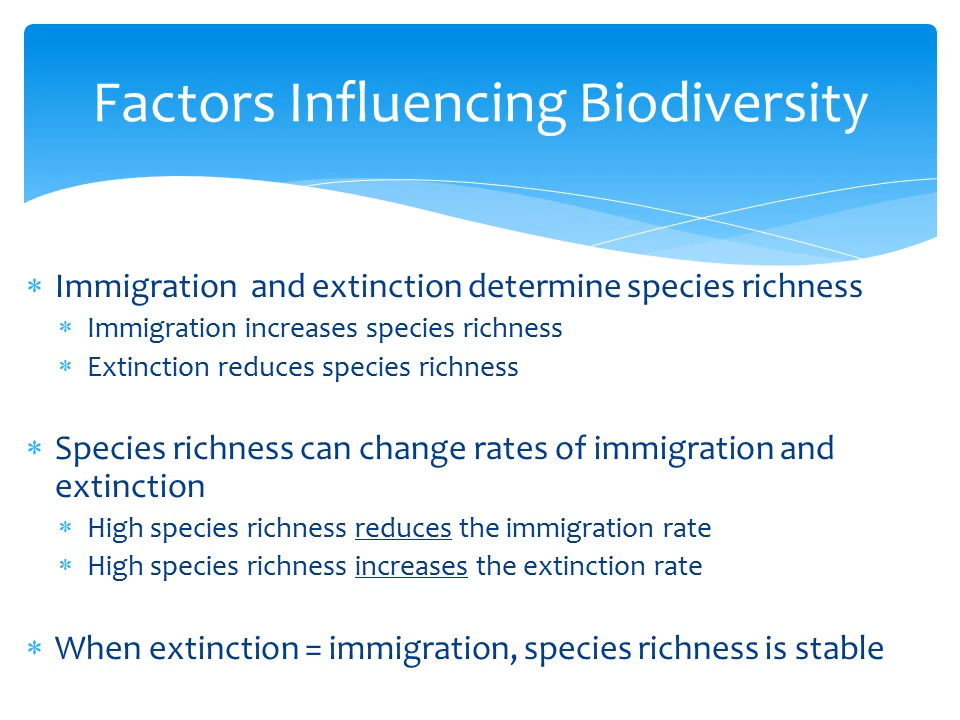 Factors Influencing Biodiversity
* Immigration  and extinction determine species richness
* Immigration increases species richness
* Extinction reduces species richness
* Species richness can change rates of immigration and
extinction
* High species richness reduces the immigration rate
* High species richness increases the extinction rate
* When extinction = immigration, species richness is stable